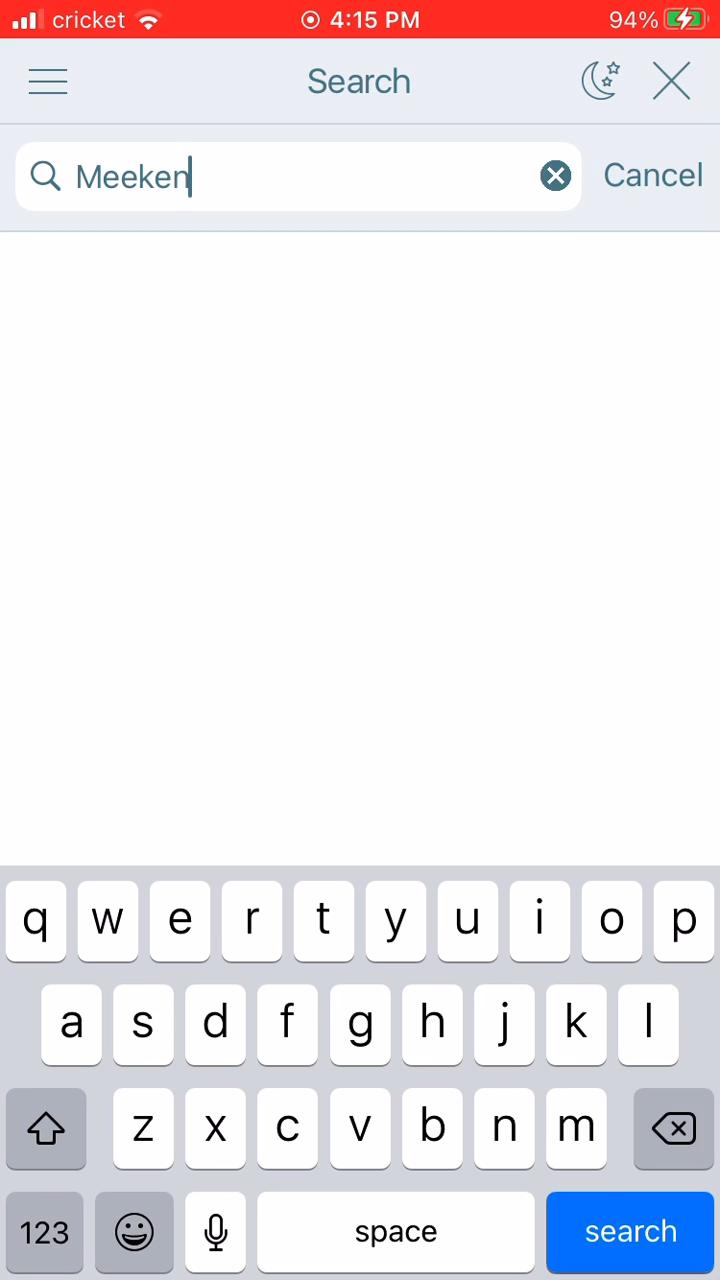 cricket 4:15 PM 94%
Search
Meeken Cancel
q w e r t y u i o p
a s d f g h j k l
z x c v b n m
123 space search